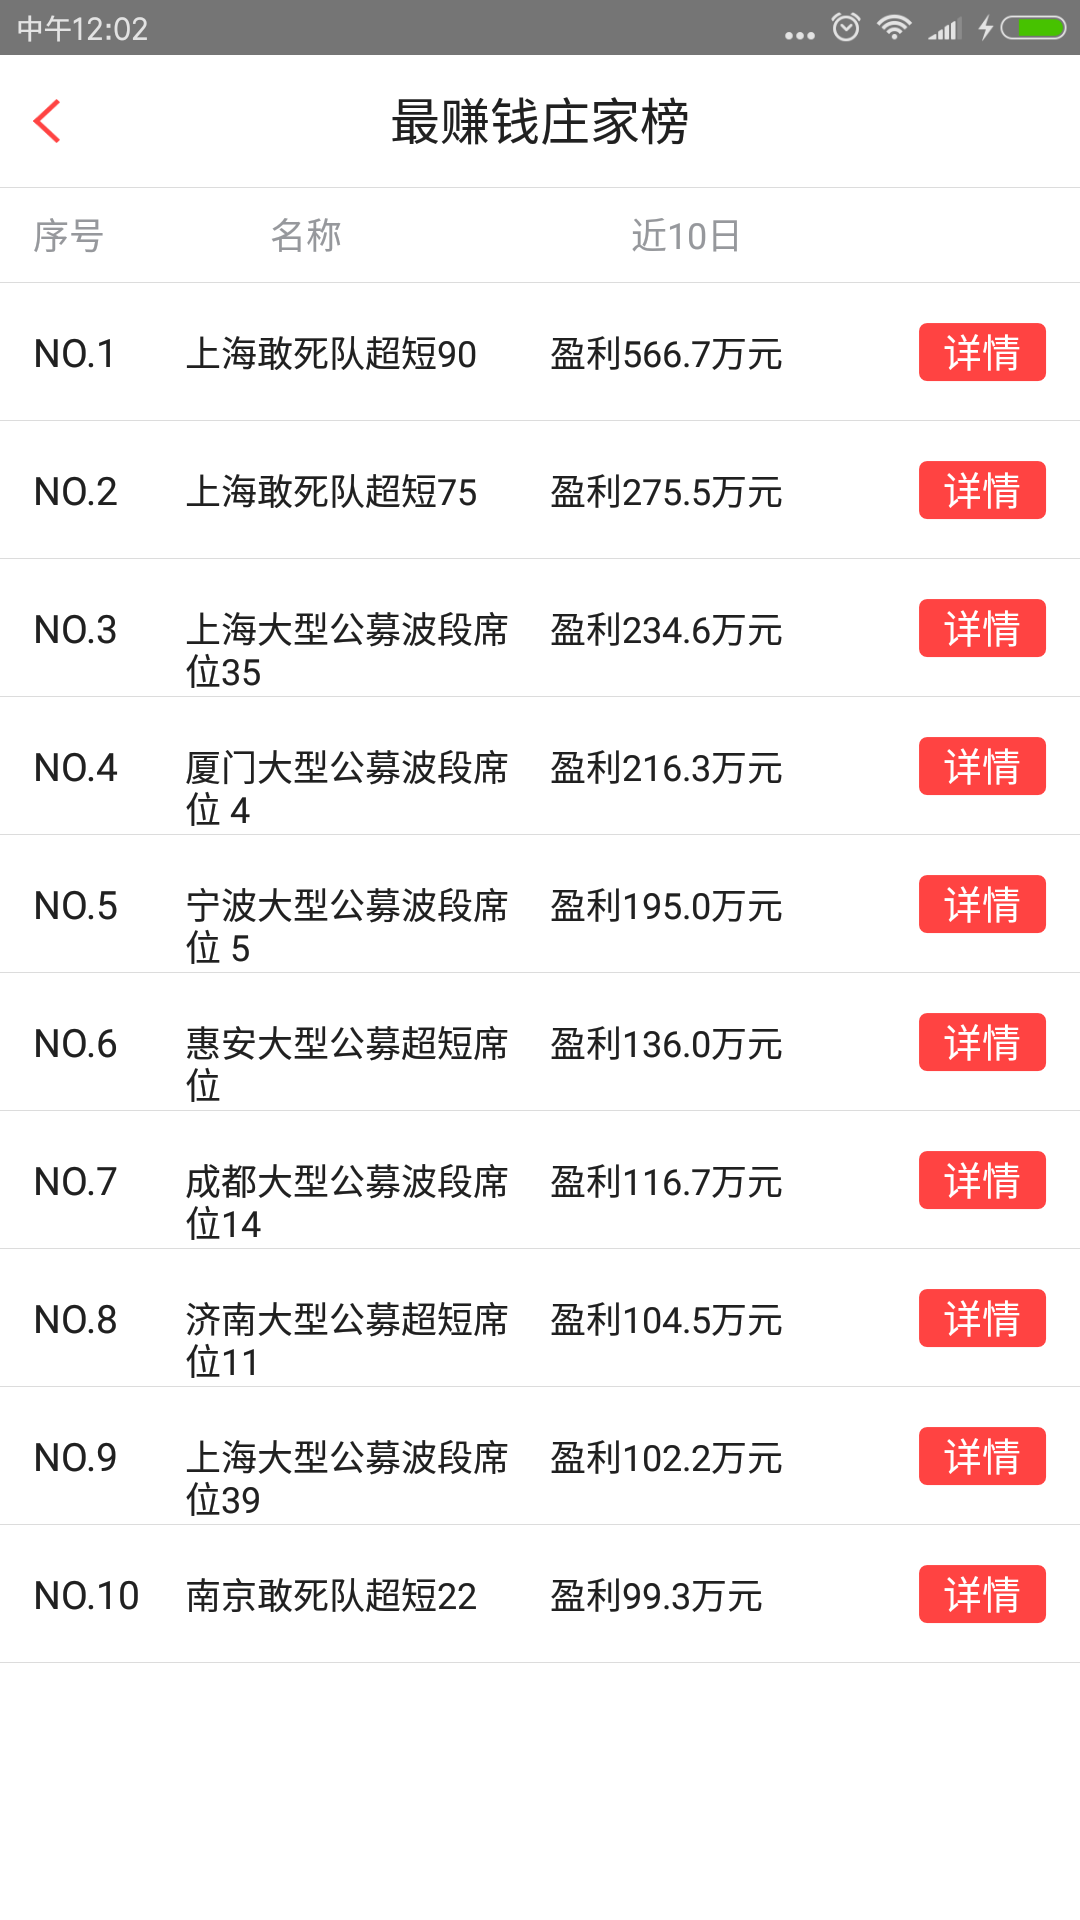 中午12:02
最赚钱庄家榜
序号 名称 近10日
NO.1 上海敢死队超短90 盈利566.7万元 详情
NO.2 上海敢死队超短75 盈利275.5万元 详情
NO.3 上海大型公募波段席 盈利234.6万元 详情
位35
NO.4 厦门大型公募波段席 盈利216.3万元 详情
位 4
NO.5 宁波大型公募波段席 盈利195.0万元 详情
位 5
NO.6 惠安大型公募超短席 盈利136.0万元 详情
位
NO.7 成都大型公募波段席 盈利116.7万元 详情
位14
NO.8 济南大型公募超短席 盈利104.5万元 详情
位11
NO.9 上海大型公募波段席 盈利102.2万元 详情
位39
NO.10 南京敢死队超短22 盈利99.3万元 详情